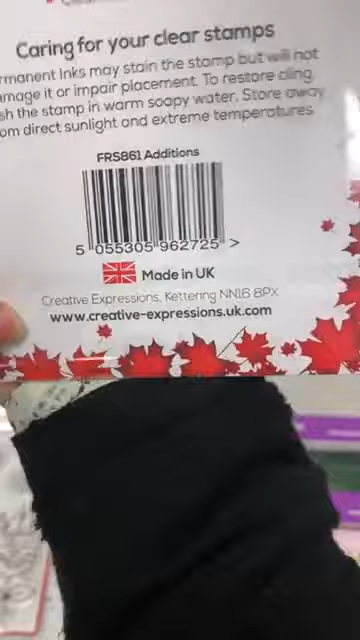 Caring for your clear stamps
rmanent Inks may stain the stamp but will not
amage it or impair placement. To restore cling,
sh the stamp in warm soapy water. Store away
om direct sunlight and extreme temperatures
FRS861 Additions
5 055305 962725 >
Made in UK
Creative Expressions, Kettering NN16 8PX
www.creative-expressions.uk.com